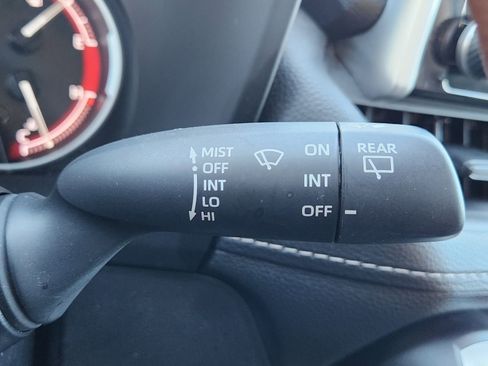 MIST
OFF
INT
LO
HI
ON
INT
OFF
REAR